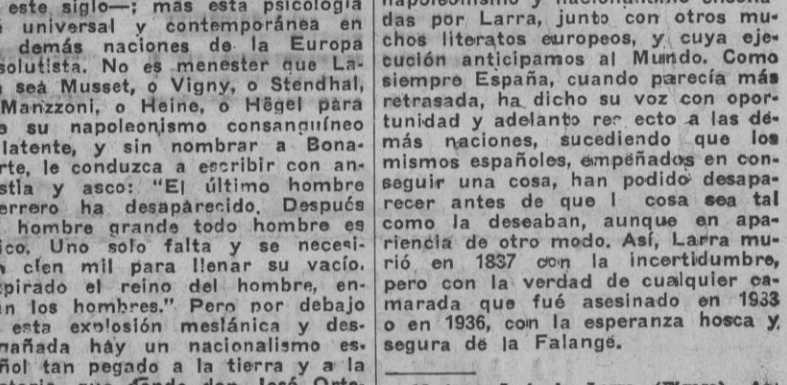 este siglo—; mas esta psicología
universal y contemporánea en
demás naciones de la Europa
solutista. No es menester que La-
sea Musset, o Vigny, o Stendhal,
Manzzoni, o Heine, o Hëgel para
e su napoleonismo consanguíneo
latente, y sin nombrar a Bona-
rte, le conduzca a escribir con an-
stia y asco: "El último hombre
errero ha desaparecido. Después
hombre grande todo hombre es
ico. Uno solo falta y se necesi-
n cien mil para llenar su vacío.
pirado el reino del hombre, en-
an los hombres." Pero por debajo
esta explosión mesiánica y des-
gañada hay un nacionalismo es-
ñol tan pegado a la tierra y a la
das por Larra, junto con otros mu-
chos literatos europeos, y cuya eje-
cución anticipamos al Mundo. Como
siempre España, cuando parecía más
retrasada, ha dicho su voz con opor-
tunidad y adelanto res ecto a las de-
más naciones, sucediendo que los
mismos españoles, empeñados en con-
seguir una cosa, han podido desapa-
recer antes de que l cosa sea tal
como la deseaban, aunque en apa-
riencia de otro modo. Así, Larra mu-
rió en 1837 con la incertidumbre,
pero con la verdad de cualquier ca-
marada que fué asesinado en 1933
o en 1936, con la esperanza hosca y
segura de la Falange.